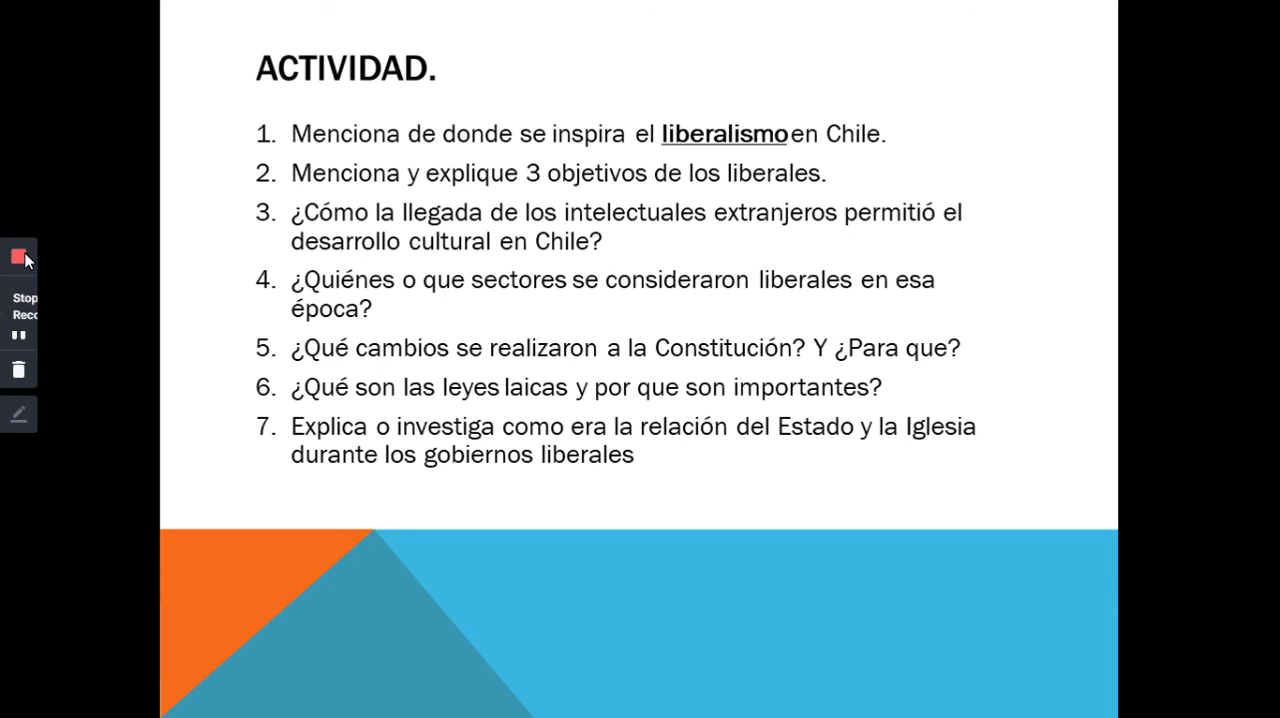 ACTIVIDAD.
1. Menciona de donde se inspira el liberalismo en Chile.
2. Menciona y explique 3 objetivos de los liberales.
3. ¿Cómo la llegada de los intelectuales extranjeros permitió el
desarrollo cultural en Chile?
4. ¿Quiénes o que sectores se consideraron liberales en esa
época?
5. ¿Qué cambios se realizaron a la Constitución? Y ¿Para que?
6. ¿Qué son las leyes laicas y por que son importantes?
7. Explica o investiga como era la relación del Estado y la Iglesia
durante los gobiernos liberales
Stop
Reco